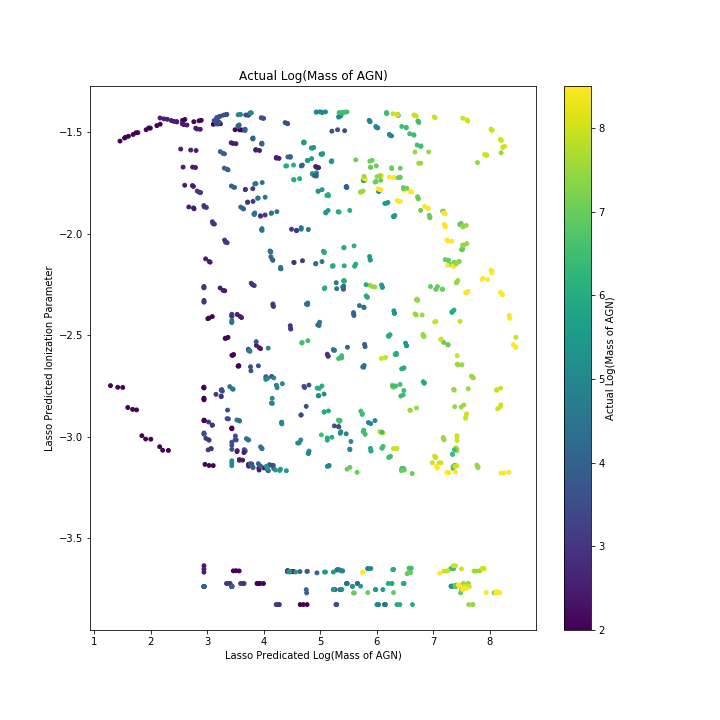 Actual Log(Mass of AGN)
−1.5
−2.0
−2.5
−3.0
−3.5
Lasso Predicted Ionization Parameter
1 2 3 4 5 6 7 8
Lasso Predicated Log(Mass of AGN)
8
7
6
5
4
3
2
Actual Log(Mass of AGN)